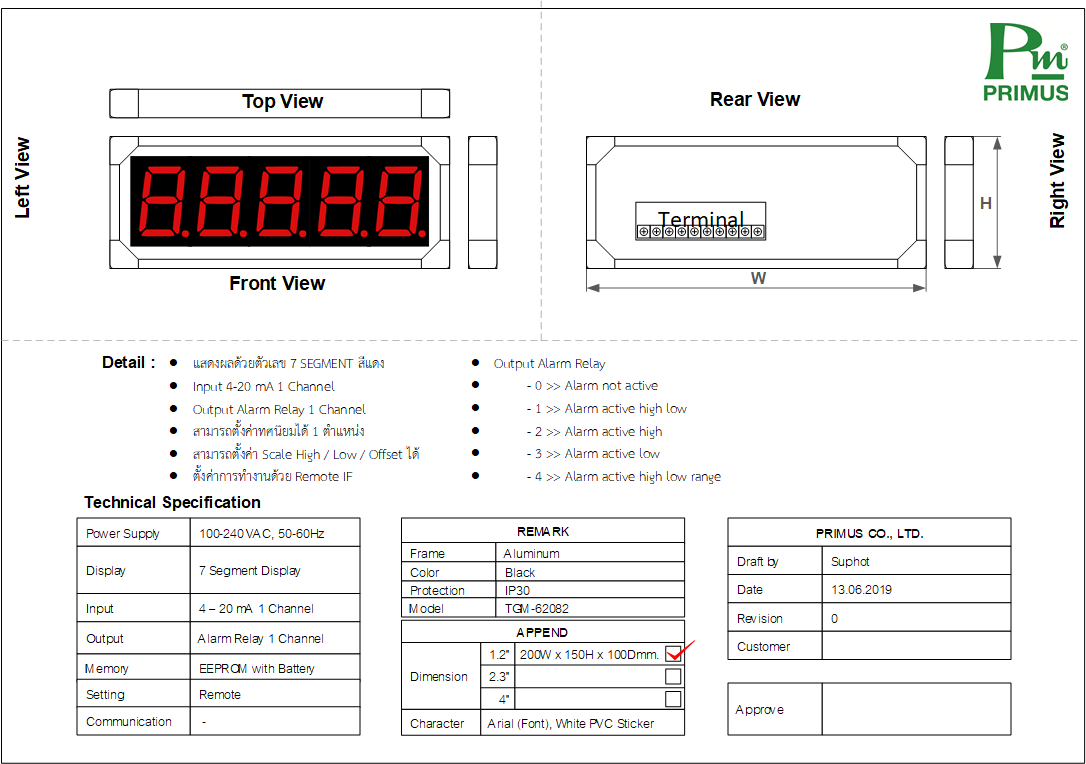 Pm®
PRIMUS
Top View
Rear View
Left View
Right View
8.8.8.8.8.
Terminal
H
W
Front View
Detail :
● แสดงผลด้วยตัวเลข 7 SEGMENT สีแดง
● Input 4-20 mA 1 Channel
● Output Alarm Relay 1 Channel
● สามารถตั้งค่าทศนิยมได้ 1 ตำแหน่ง
● สามารถตั้งค่า Scale High / Low / Offset ได้
● ตั้งค่าการทำงานด้วย Remote IF
● Output Alarm Relay
● - 0 >> Alarm not active
● - 1 >> Alarm active high low
● - 2 >> Alarm active high
● - 3 >> Alarm active low
● - 4 >> Alarm active high low range
Technical Specification
Power Supply 100-240VAC, 50-60Hz
Display 7 Segment Display
Input 4 – 20 mA 1 Channel
Output Alarm Relay 1 Channel
Memory EEPROM with Battery
Setting Remote
Communication -
REMARK
Frame Aluminum
Color Black
Protection IP30
Model TGM-62082
APPEND
Dimension
1.2" 200W x 150H x 100Dmm.
2.3"
4"
Character Arial (Font), White PVC Sticker
PRIMUS CO., LTD.
Draft by Suphot
Date 13.06.2019
Revision 0
Customer
Approve